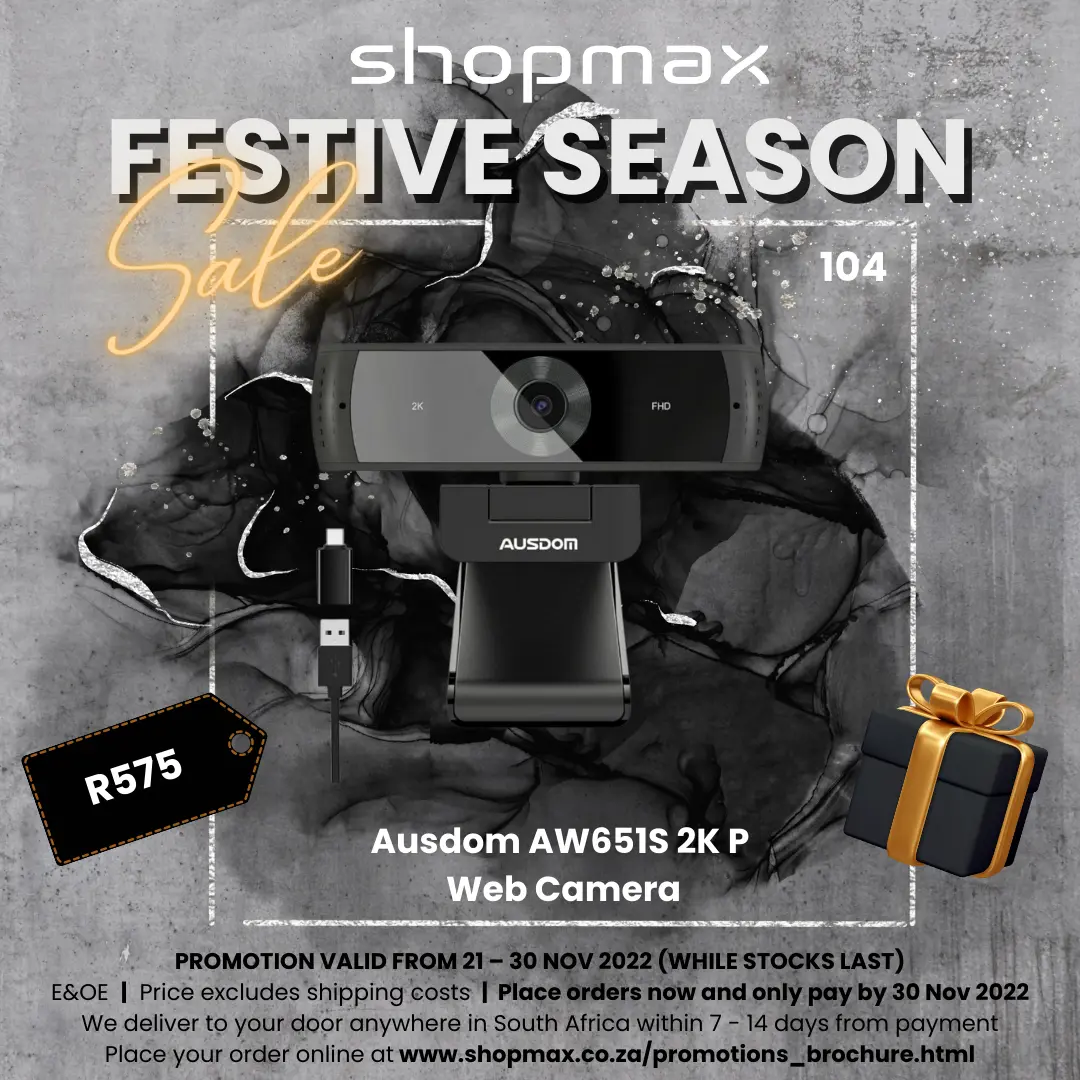 shopmax
FESTIVE SEASON
Sale
104
2K
FHD
AUSDOM
R575
Ausdom AW651S 2K P
Web Camera
PROMOTION VALID FROM 21 – 30 NOV 2022 (WHILE STOCKS LAST)
E&OE | Price excludes shipping costs | Place orders now and only pay by 30 Nov 2022
We deliver to your door anywhere in South Africa within 7 - 14 days from payment
Place your order online at www.shopmax.co.za/promotions_brochure.html